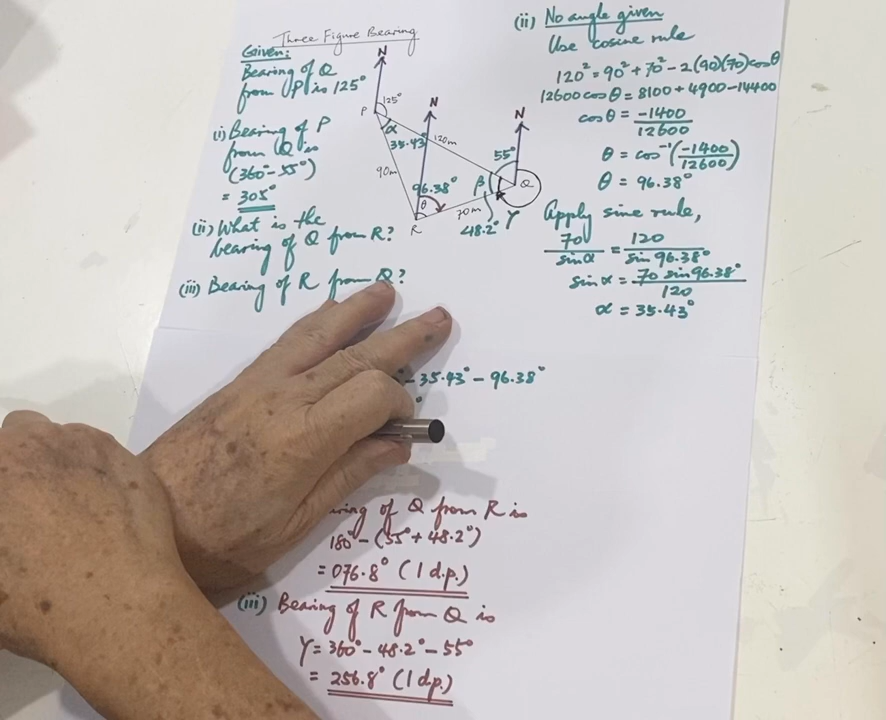 Three Figure Bearing
Given:
Bearing of Q
from P is 125°
(i) Bearing of P
from Q is
(360° - 55°)
= 305°
(ii) What is the
bearing of Q from R?
(iii) Bearing of R from Q?
N
125°
P
α
35.43°
N
120m
90m
96.38°
θ
R
70m
N
55°
β
Q
48.2°
γ
(ii) No angle given
Use cosine rule
120² = 90² + 70² - 2(90)(70)cosθ
12600 cosθ = 8100 + 4900 - 14400
cosθ = -1400/12600
θ = cos⁻¹(-1400/12600)
θ = 96.38°
Apply sine rule,
70/sinα = 120/sin 96.38°
sinα = 70 sin 96.38°/120
α = 35.43°
° - 35.43° - 96.38°
°
of Q from R is
180° - (55° + 48.2°)
= 076.8° (1 d.p.)
(iii) Bearing of R from Q is
γ = 360° - 48.2° - 55°
= 256.8° (1 d.p.)